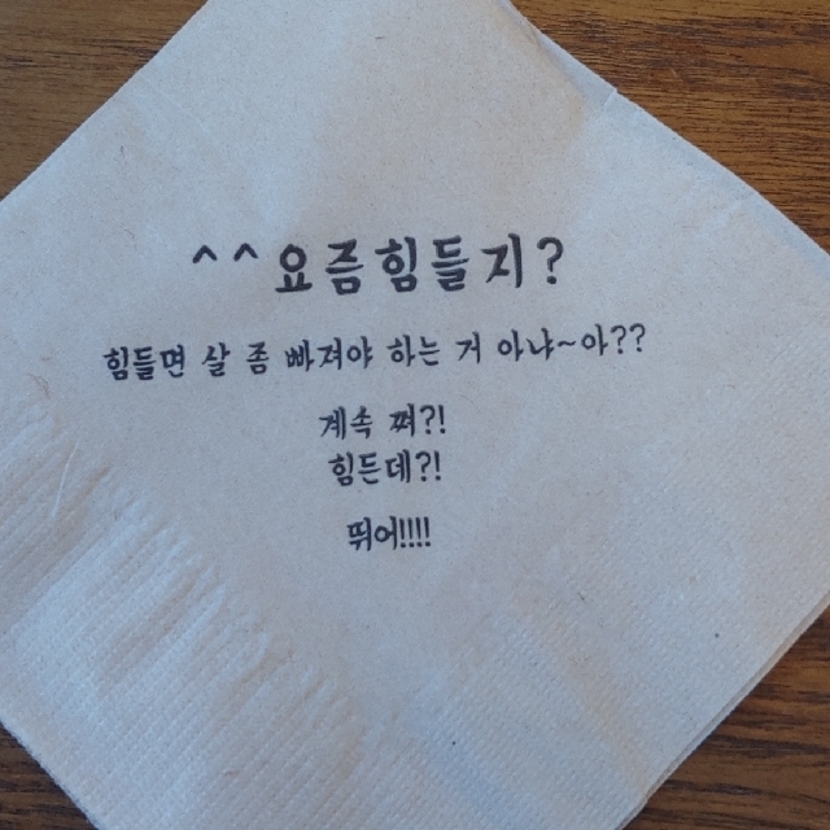 ^^요즘힘들지?
힘들면 살 좀 빠져야 하는 거 아냐~아??
계속 쪄?!
힘든데?!
뛰어!!!!